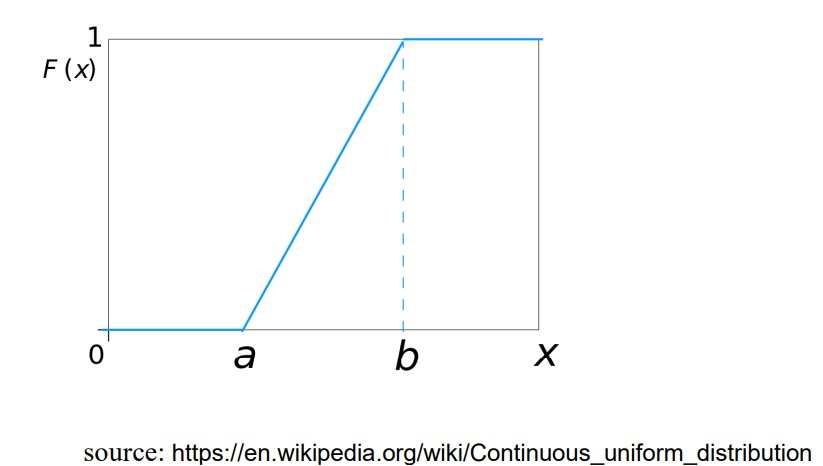 1
F (x)
0
a
b
x
source: https://en.wikipedia.org/wiki/Continuous_uniform_distribution